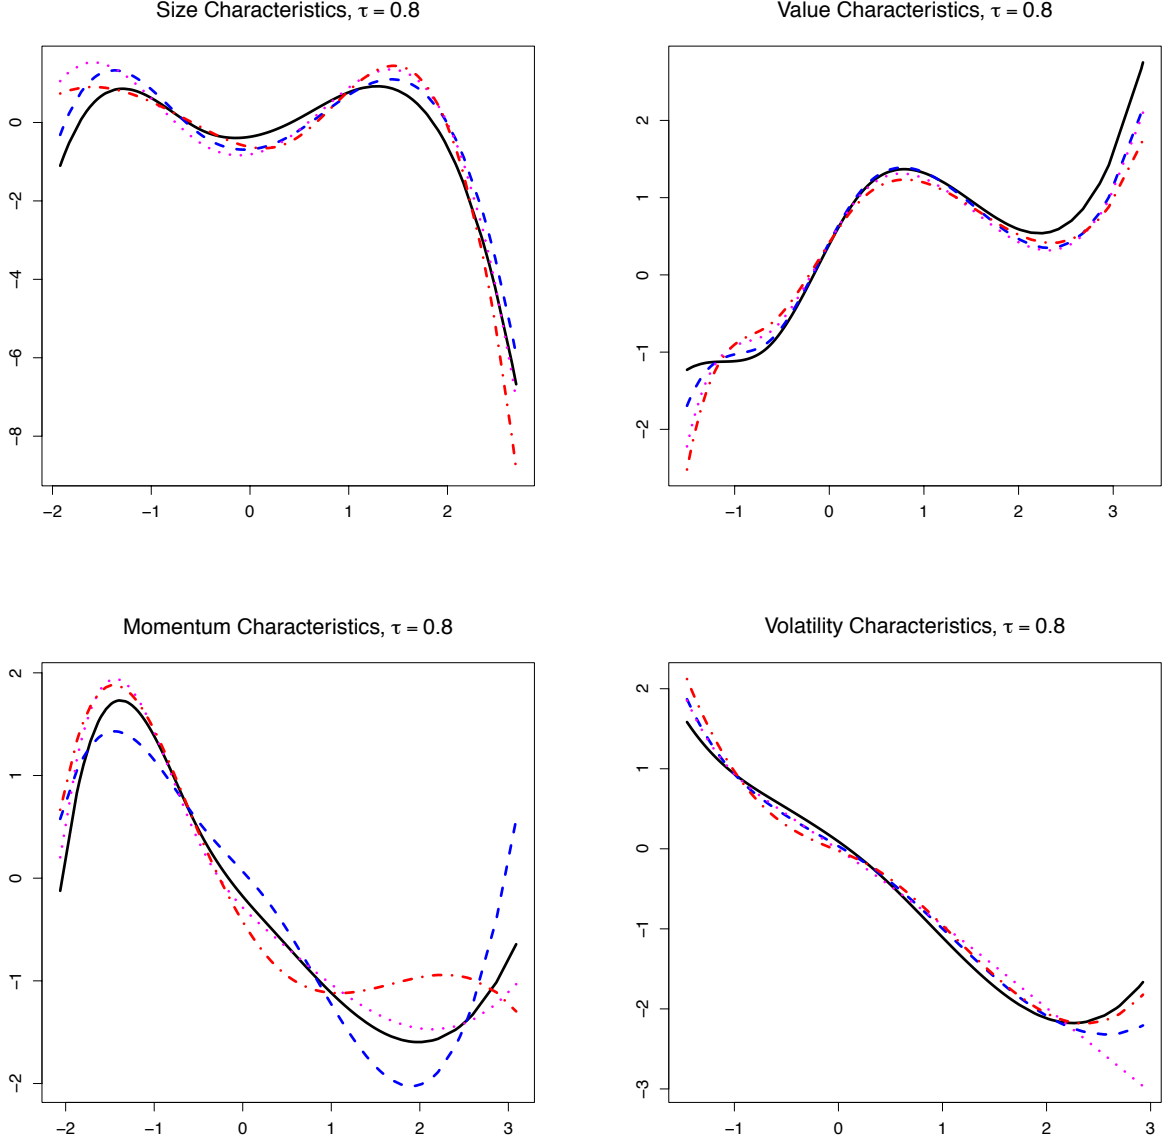 Size Characteristics, τ = 0.8
0
−2
−4
−6
−8
−2 −1 0 1 2
Value Characteristics, τ = 0.8
2
1
0
−1
−2
−1 0 1 2 3
Momentum Characteristics, τ = 0.8
2
1
0
−1
−2
−2 −1 0 1 2 3
Volatility Characteristics, τ = 0.8
2
1
0
−1
−2
−3
−1 0 1 2 3